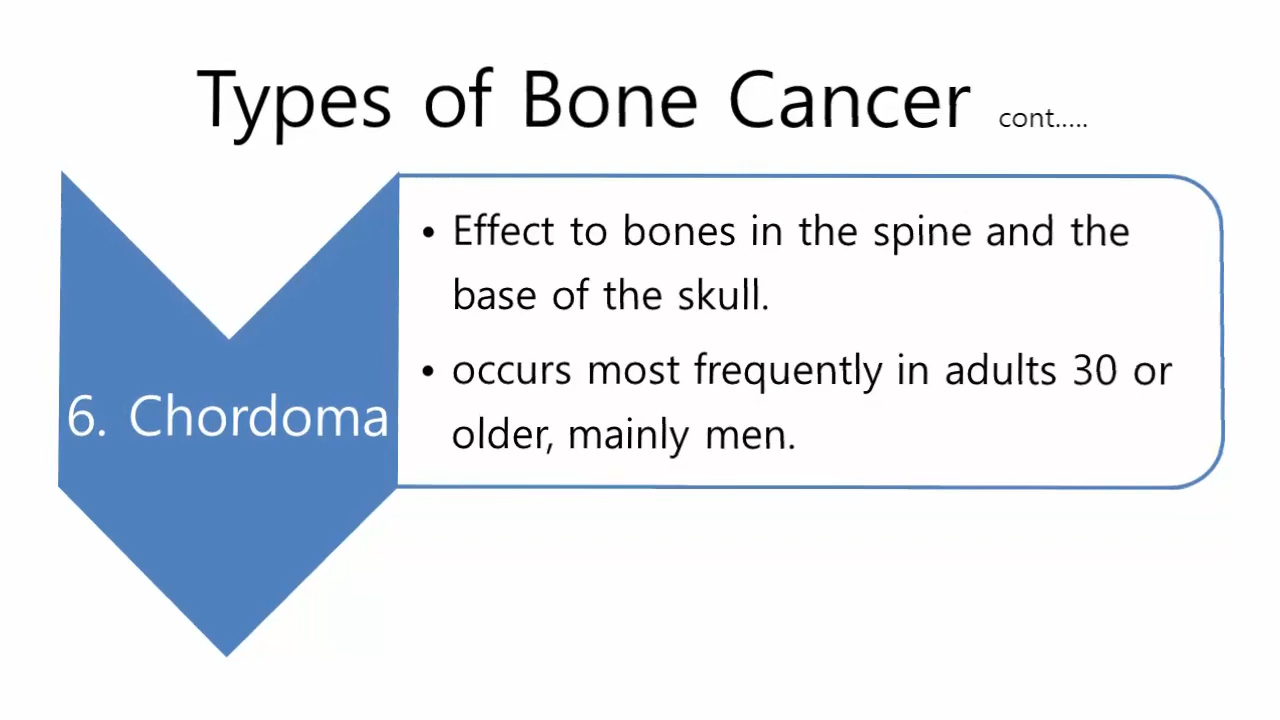 Types of Bone Cancer cont.....
6. Chordoma
• Effect to bones in the spine and the
base of the skull.
• occurs most frequently in adults 30 or
older, mainly men.